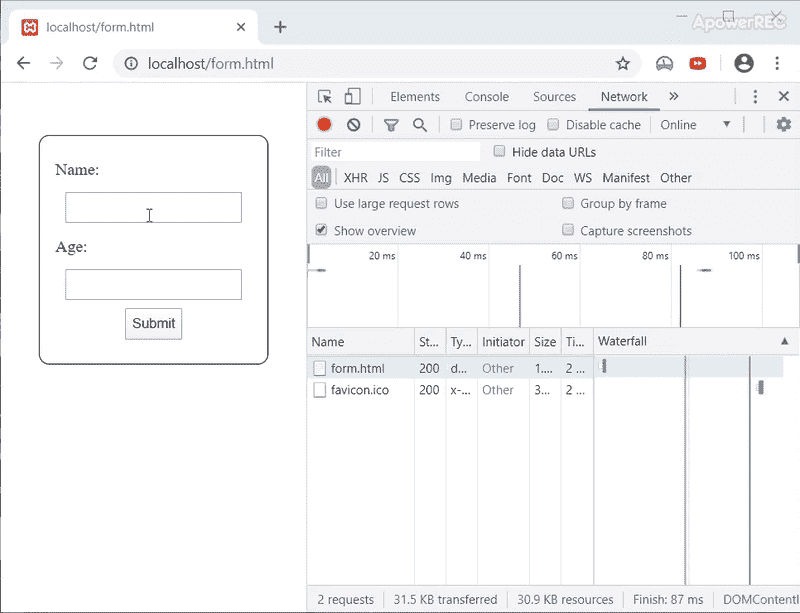 localhost/form.html
ApowerREC
localhost/form.html
Elements Console Sources Network
Preserve log Disable cache Online
Filter Hide data URLs
All XHR JS CSS Img Media Font Doc WS Manifest Other
Use large request rows Group by frame
Show overview Capture screenshots
20 ms 40 ms 60 ms 80 ms 100 ms
Name St... Ty... Initiator Size Ti... Waterfall
form.html 200 d... Other 1.... 2 ...
favicon.ico 200 x-... Other 3... 2 ...
2 requests 31.5 KB transferred 30.9 KB resources Finish: 87 ms DOMContentl
Name:
Age:
Submit